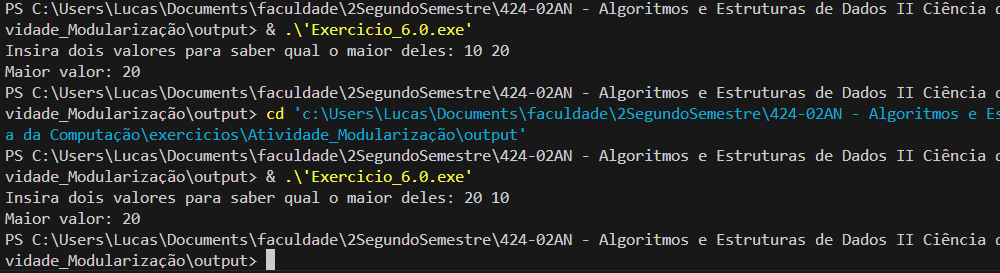 PS C:\Users\Lucas\Documents\faculdade\2SegundoSemestre\424-02AN - Algoritmos e Estruturas de Dados II Ciência
vidade_Modularização\output> & .\'Exercicio_6.0.exe'
Insira dois valores para saber qual o maior deles: 10 20
Maior valor: 20
PS C:\Users\Lucas\Documents\faculdade\2SegundoSemestre\424-02AN - Algoritmos e Estruturas de Dados II Ciência
vidade_Modularização\output> cd 'c:\Users\Lucas\Documents\faculdade\2SegundoSemestre\424-02AN - Algoritmos e Es
a da Computação\exercicios\Atividade_Modularização\output'
PS C:\Users\Lucas\Documents\faculdade\2SegundoSemestre\424-02AN - Algoritmos e Estruturas de Dados II Ciência
vidade_Modularização\output> & .\'Exercicio_6.0.exe'
Insira dois valores para saber qual o maior deles: 20 10
Maior valor: 20
PS C:\Users\Lucas\Documents\faculdade\2SegundoSemestre\424-02AN - Algoritmos e Estruturas de Dados II Ciência
vidade_Modularização\output>